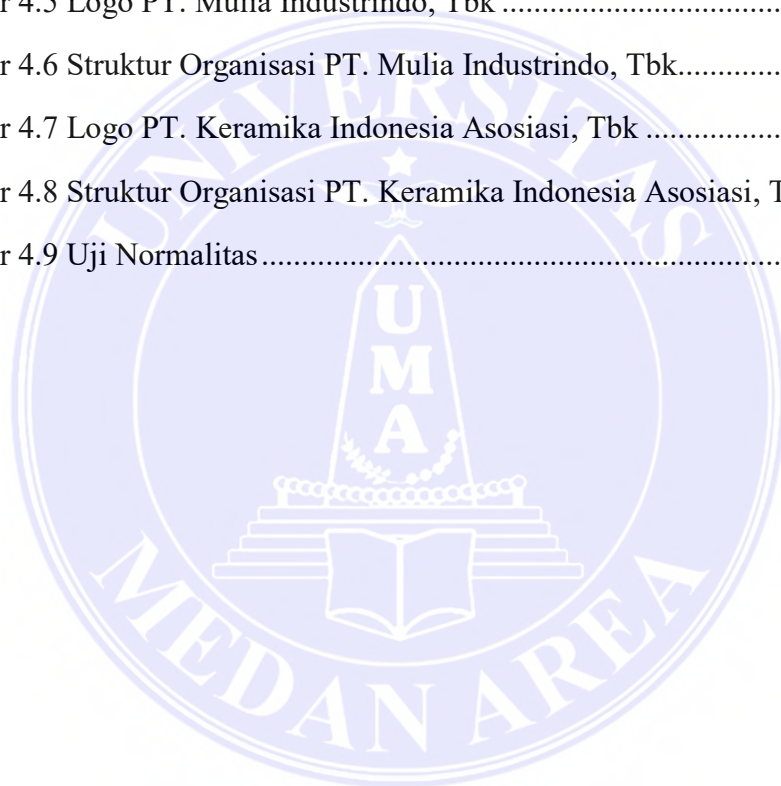 r 4.5 Logo PT. Mulia Industrindo, Tbk ..............................
r 4.6 Struktur Organisasi PT. Mulia Industrindo, Tbk.............
r 4.7 Logo PT. Keramika Indonesia Asosiasi, Tbk .................
r 4.8 Struktur Organisasi PT. Keramika Indonesia Asosiasi, T
r 4.9 Uji Normalitas................................................................
UNIVERSITAS
UMA
MEDAN AREA